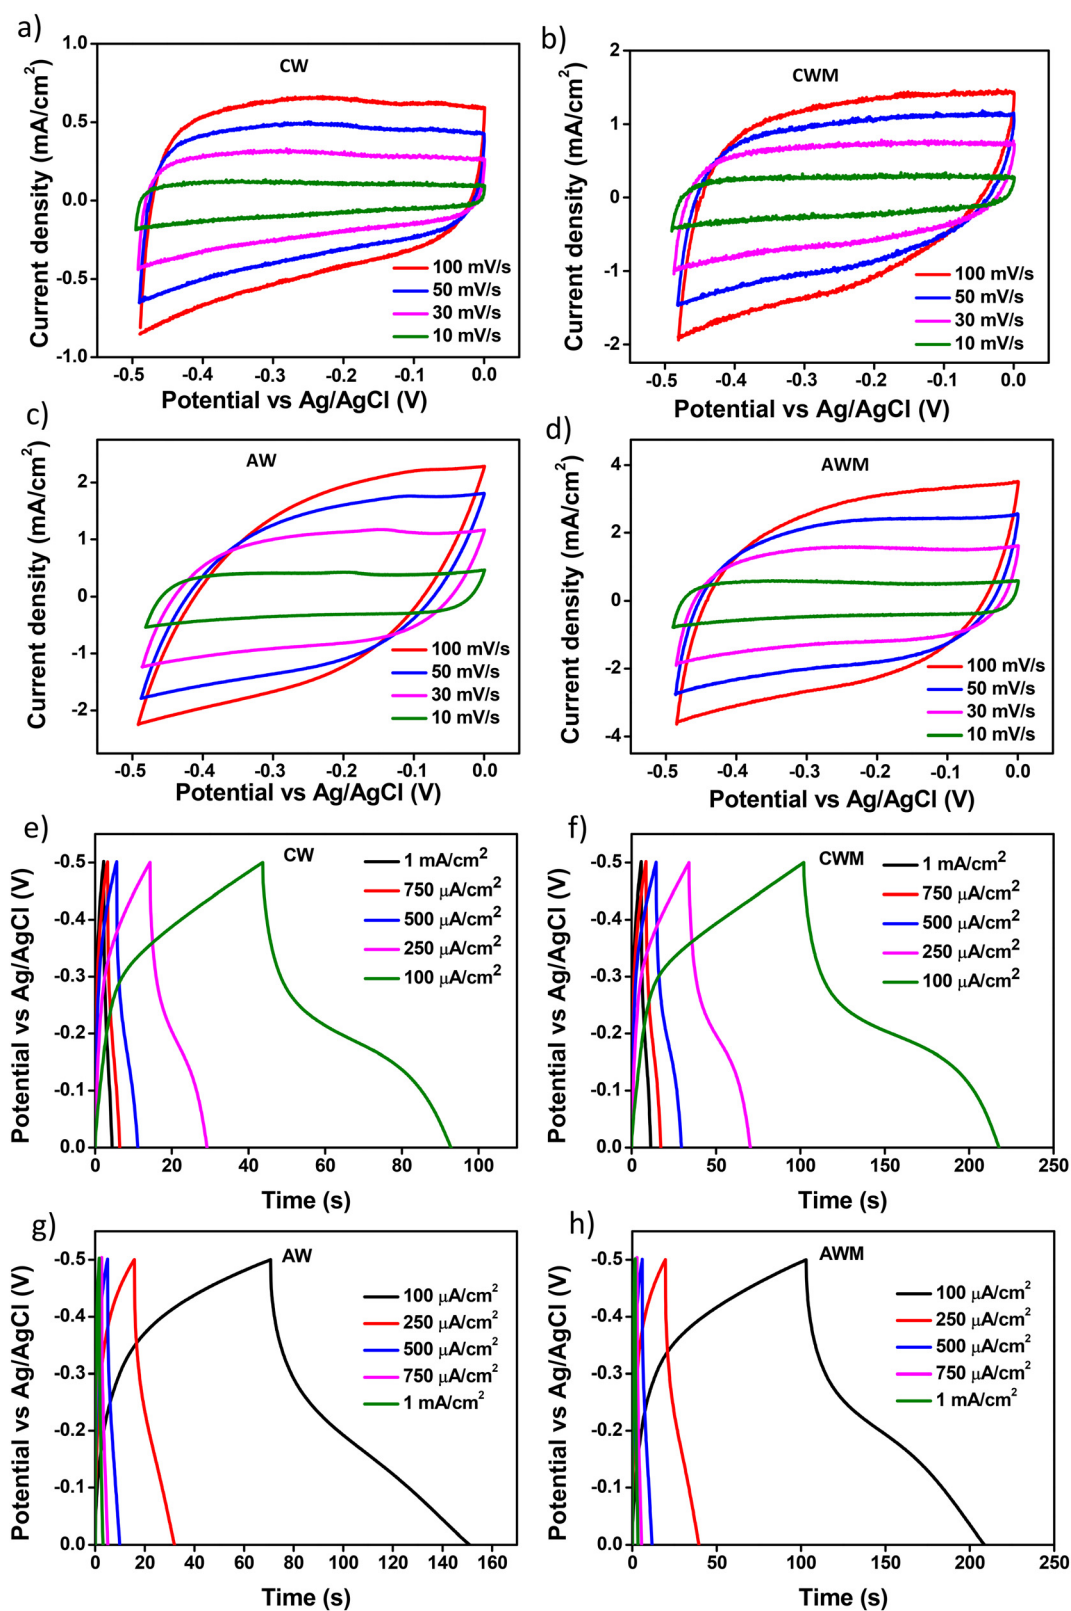 a)
CW
Current density (mA/cm²)
1.0
0.5
0.0
-0.5
-1.0
100 mV/s
50 mV/s
30 mV/s
10 mV/s
-0.5 -0.4 -0.3 -0.2 -0.1 0.0
Potential vs Ag/AgCl (V)
b)
CWM
Current density (mA/cm²)
2
1
0
-1
-2
100 mV/s
50 mV/s
30 mV/s
10 mV/s
-0.5 -0.4 -0.3 -0.2 -0.1 0.0
Potential vs Ag/AgCl (V)
c)
AW
Current density (mA/cm²)
2
1
0
-1
-2
100 mV/s
50 mV/s
30 mV/s
10 mV/s
-0.5 -0.4 -0.3 -0.2 -0.1 0.0
Potential vs Ag/AgCl (V)
d)
AWM
Current density (mA/cm²)
4
2
0
-2
-4
100 mV/s
50 mV/s
30 mV/s
10 mV/s
-0.5 -0.4 -0.3 -0.2 -0.1 0.0
Potential vs Ag/AgCl (V)
e)
CW
Potential vs Ag/AgCl (V)
-0.5
-0.4
-0.3
-0.2
-0.1
0.0
1 mA/cm²
750 μA/cm²
500 μA/cm²
250 μA/cm²
100 μA/cm²
0 20 40 60 80 100
Time (s)
f)
CWM
Potential vs Ag/AgCl (V)
-0.5
-0.4
-0.3
-0.2
-0.1
0.0
1 mA/cm²
750 μA/cm²
500 μA/cm²
250 μA/cm²
100 μA/cm²
0 50 100 150 200 250
Time (s)
g)
AW
Potential vs Ag/AgCl (V)
-0.5
-0.4
-0.3
-0.2
-0.1
0.0
100 μA/cm²
250 μA/cm²
500 μA/cm²
750 μA/cm²
1 mA/cm²
0 20 40 60 80 100 120 140 160
Time (s)
h)
AWM
Potential vs Ag/AgCl (V)
-0.5
-0.4
-0.3
-0.2
-0.1
0.0
100 μA/cm²
250 μA/cm²
500 μA/cm²
750 μA/cm²
1 mA/cm²
0 50 100 150 200 250
Time (s)